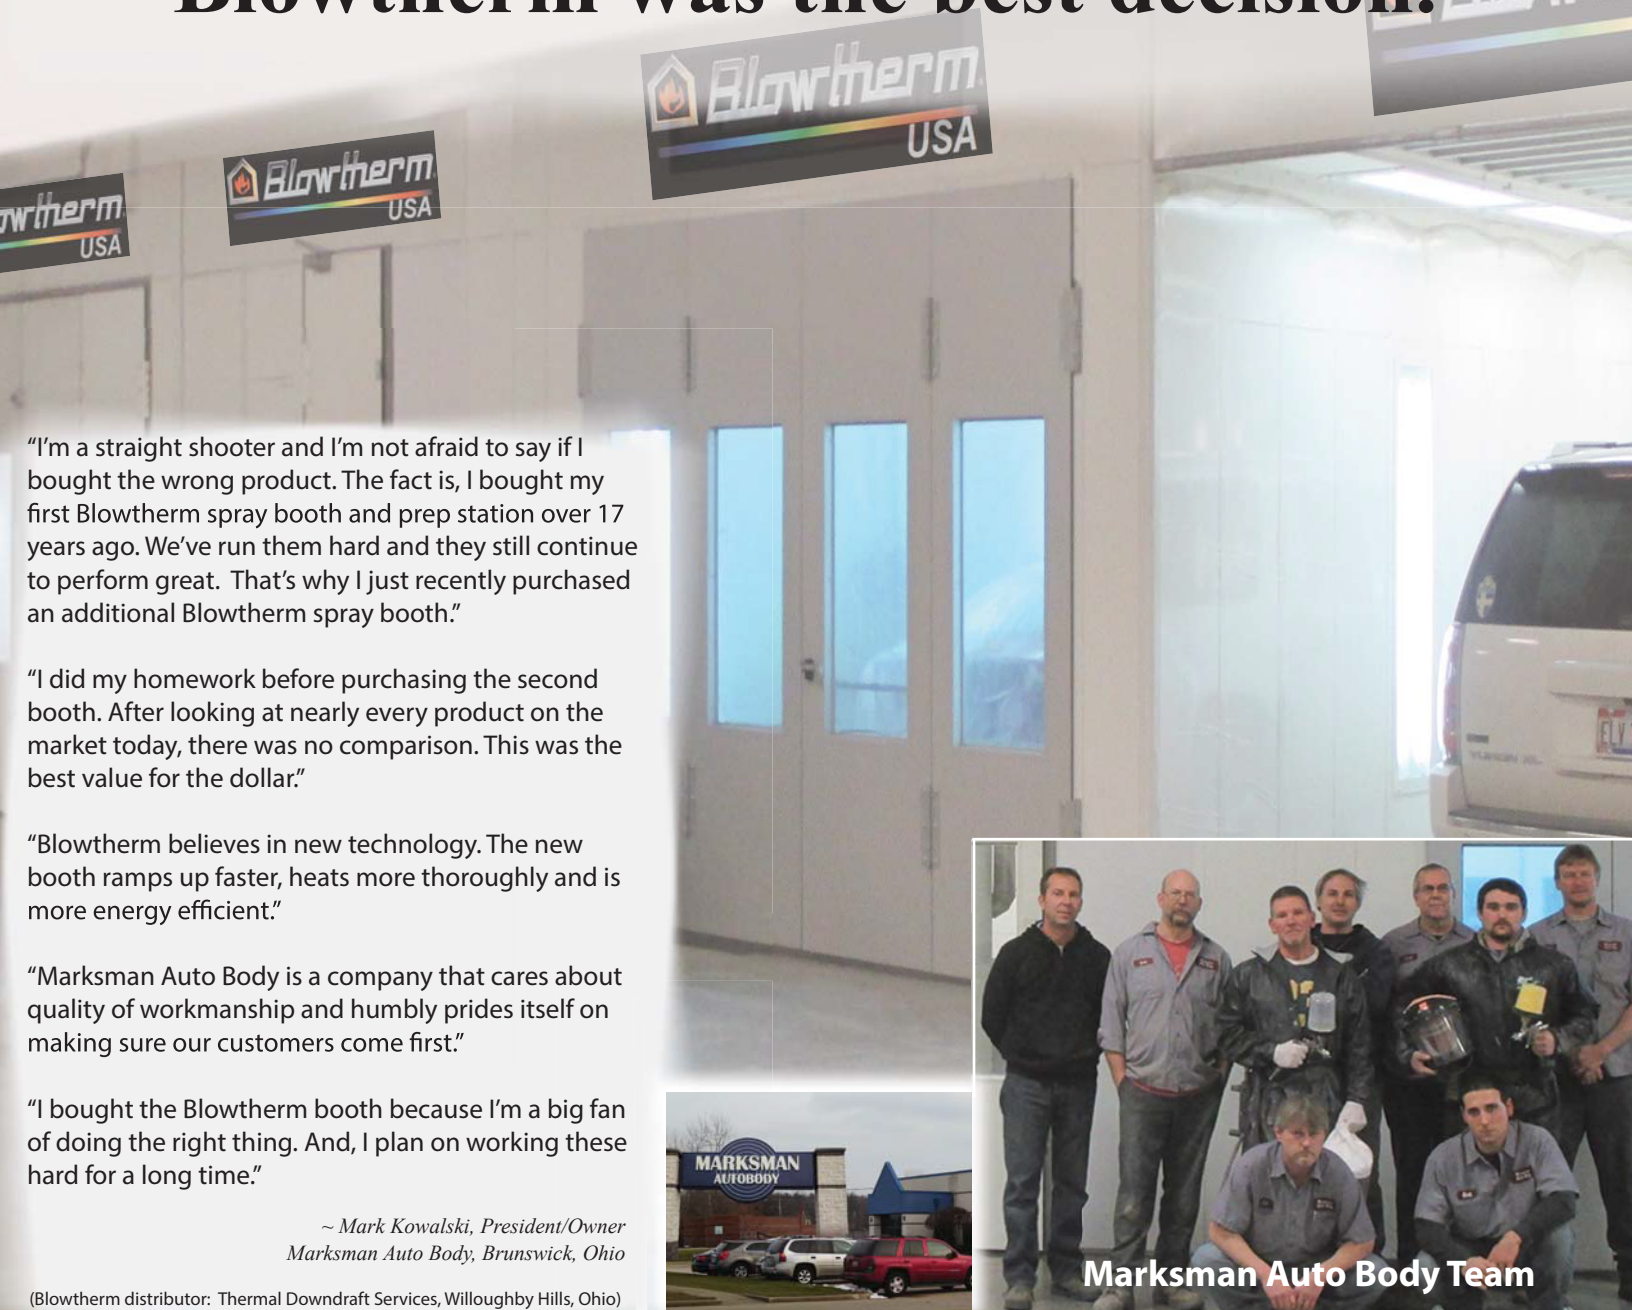 Blowtherm was the best decision!
Blowtherm
USA
Blowtherm
USA
USA
"I'm a straight shooter and I'm not afraid to say if I
bought the wrong product. The fact is, I bought my
first Blowtherm spray booth and prep station over 17
years ago. We've run them hard and they still continue
to perform great.  That's why I just recently purchased
an additional Blowtherm spray booth."
"I did my homework before purchasing the second
booth. After looking at nearly every product on the
market today, there was no comparison. This was the
best value for the dollar."
"Blowtherm believes in new technology. The new
booth ramps up faster, heats more thoroughly and is
more energy efficient."
"Marksman Auto Body is a company that cares about
quality of workmanship and humbly prides itself on
making sure our customers come first."
"I bought the Blowtherm booth because I'm a big fan
of doing the right thing. And, I plan on working these
hard for a long time."
~ Mark Kowalski, President/Owner
Marksman Auto Body, Brunswick, Ohio
(Blowtherm distributor:  Thermal Downdraft Services, Willoughby Hills, Ohio)
MARKSMAN
AUTOBODY
YUKON XL
Marksman Auto Body Team